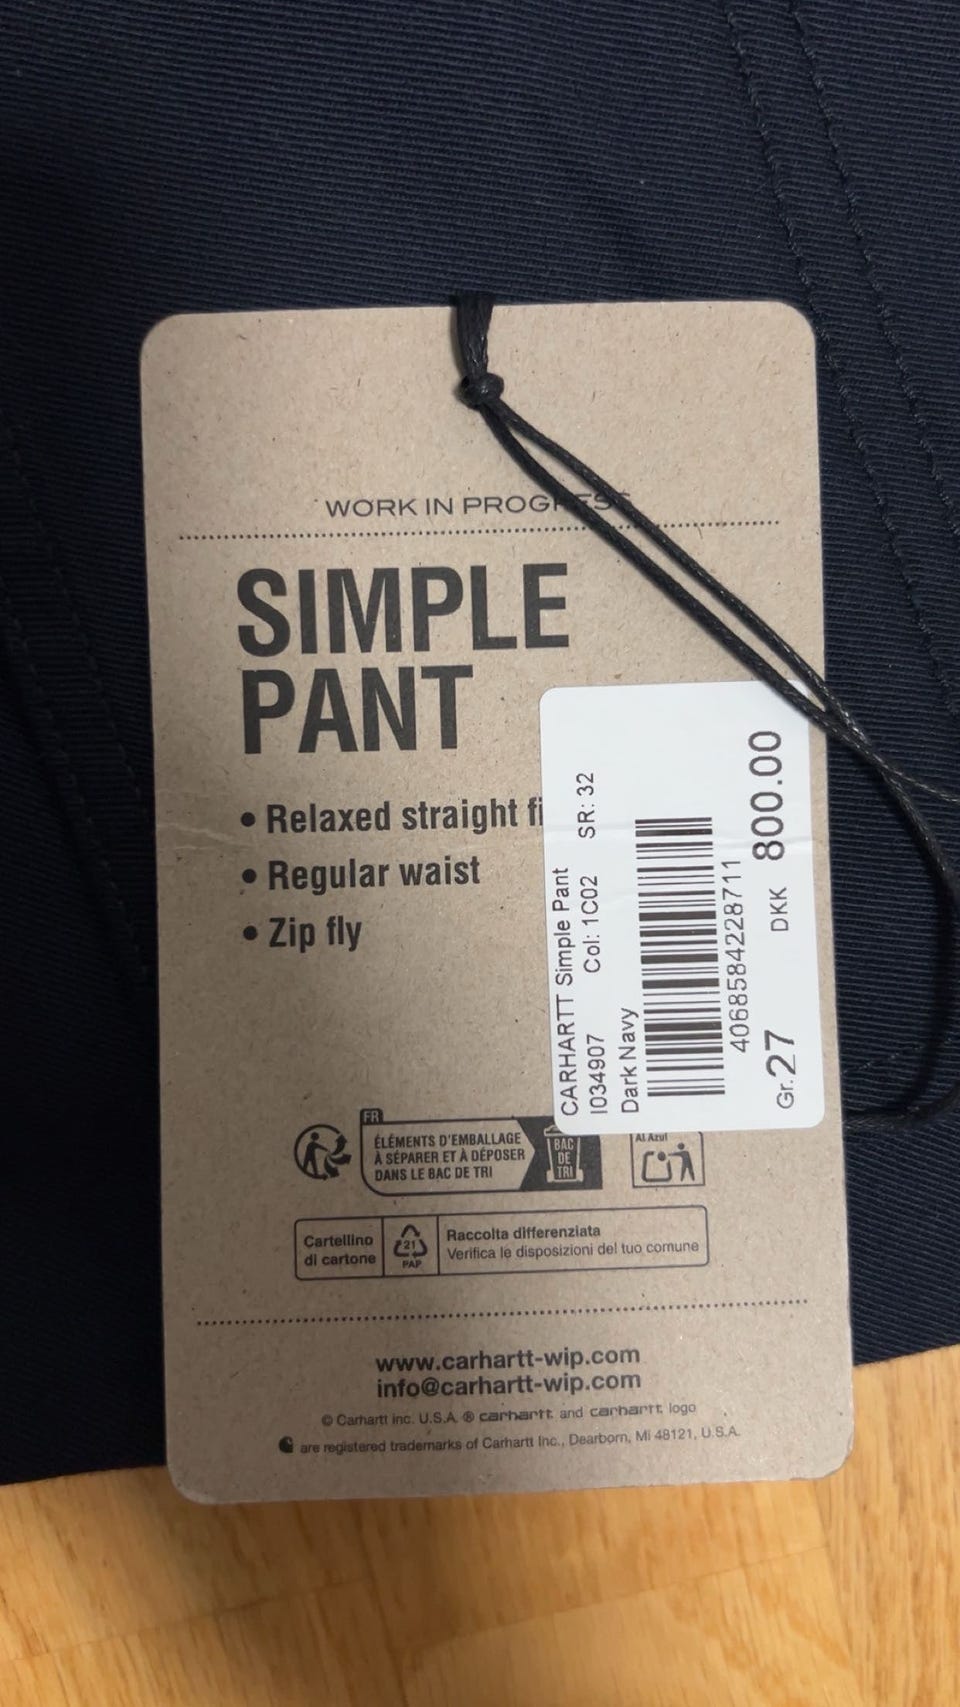 WORK IN PROGRESS
SIMPLE
PANT
• Relaxed straight fi
• Regular waist
• Zip fly
CARHARTT Simple Pant
I034907 Col: 1C02 SR: 32
Dark Navy
4068584228711
DKK 800.00
Gr. 27
FR
ÉLÉMENTS D'EMBALLAGE
À SÉPARER ET À DÉPOSER
DANS LE BAC DE TRI
BAC
DE
TRI
Al Azul
Cartellino
di cartone
21
PAP
Raccolta differenziata
Verifica le disposizioni del tuo comune
www.carhartt-wip.com
info@carhartt-wip.com
© Carhartt Inc. U.S.A. ® carhartt and carhartt logo
are registered trademarks of Carhartt Inc., Dearborn, MI 48121, U.S.A.